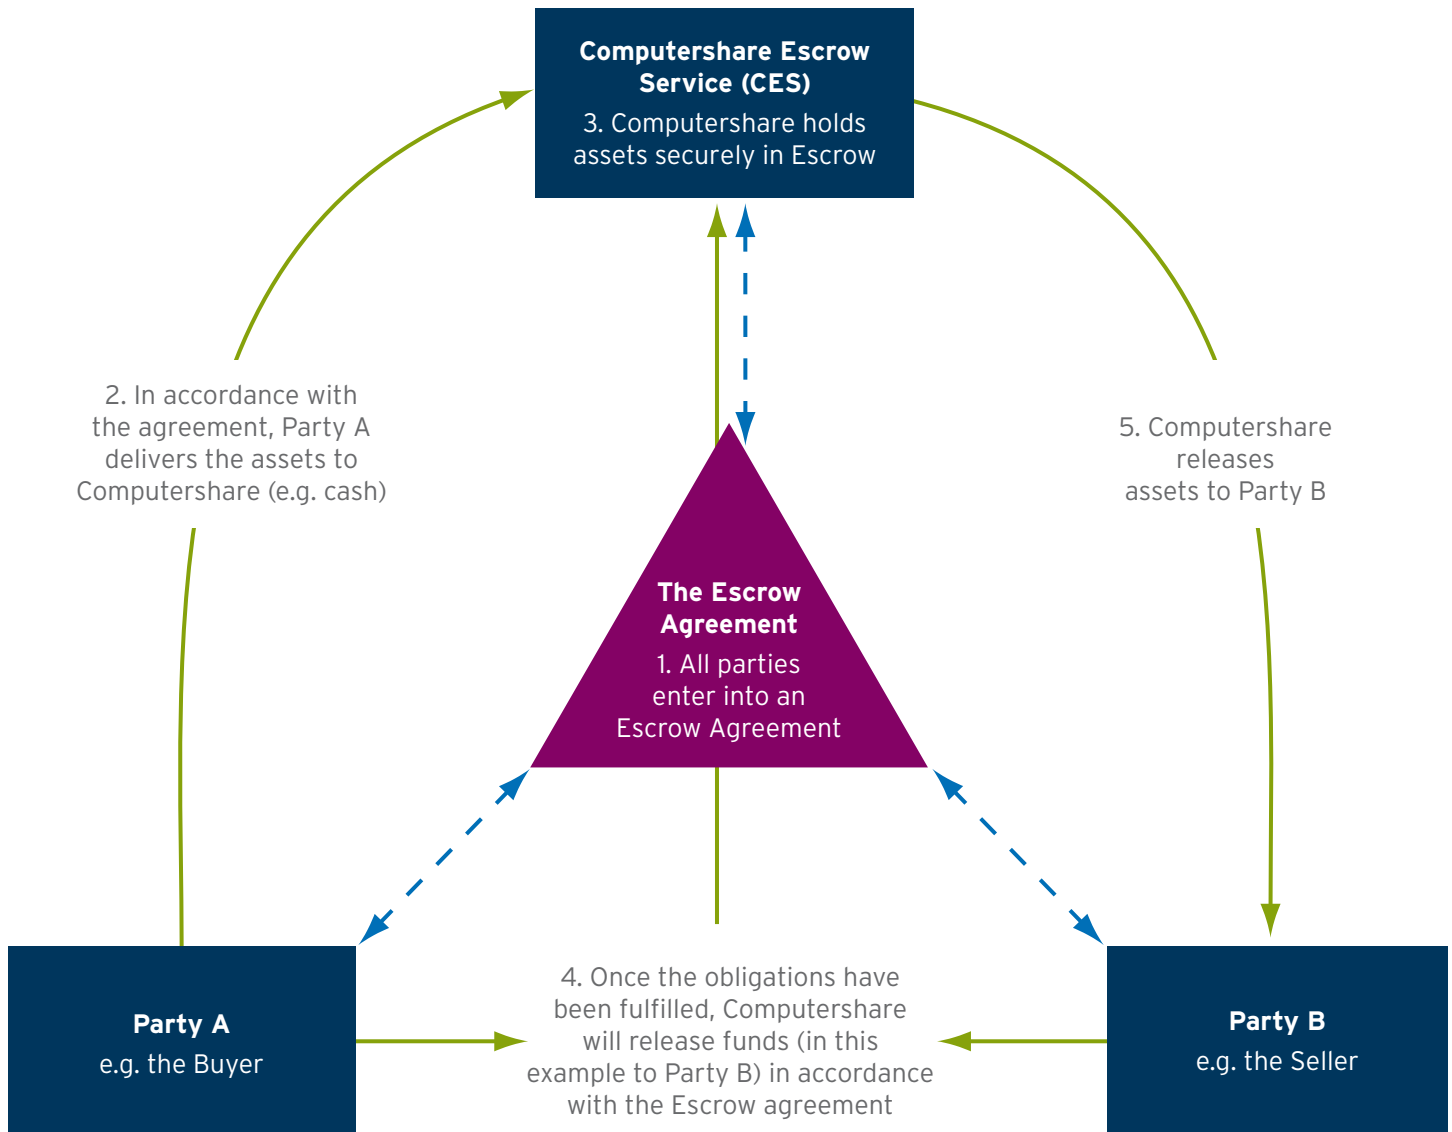 Computershare Escrow
Service (CES)
3. Computershare holds
assets securely in Escrow
2. In accordance with
the agreement, Party A
delivers the assets to
Computershare (e.g. cash)
5. Computershare
releases
assets to Party B
The Escrow
Agreement
1. All parties
enter into an
Escrow Agreement
Party A
e.g. the Buyer
4. Once the obligations have
been fulfilled, Computershare
will release funds (in this
example to Party B) in accordance
with the Escrow agreement
Party B
e.g. the Seller